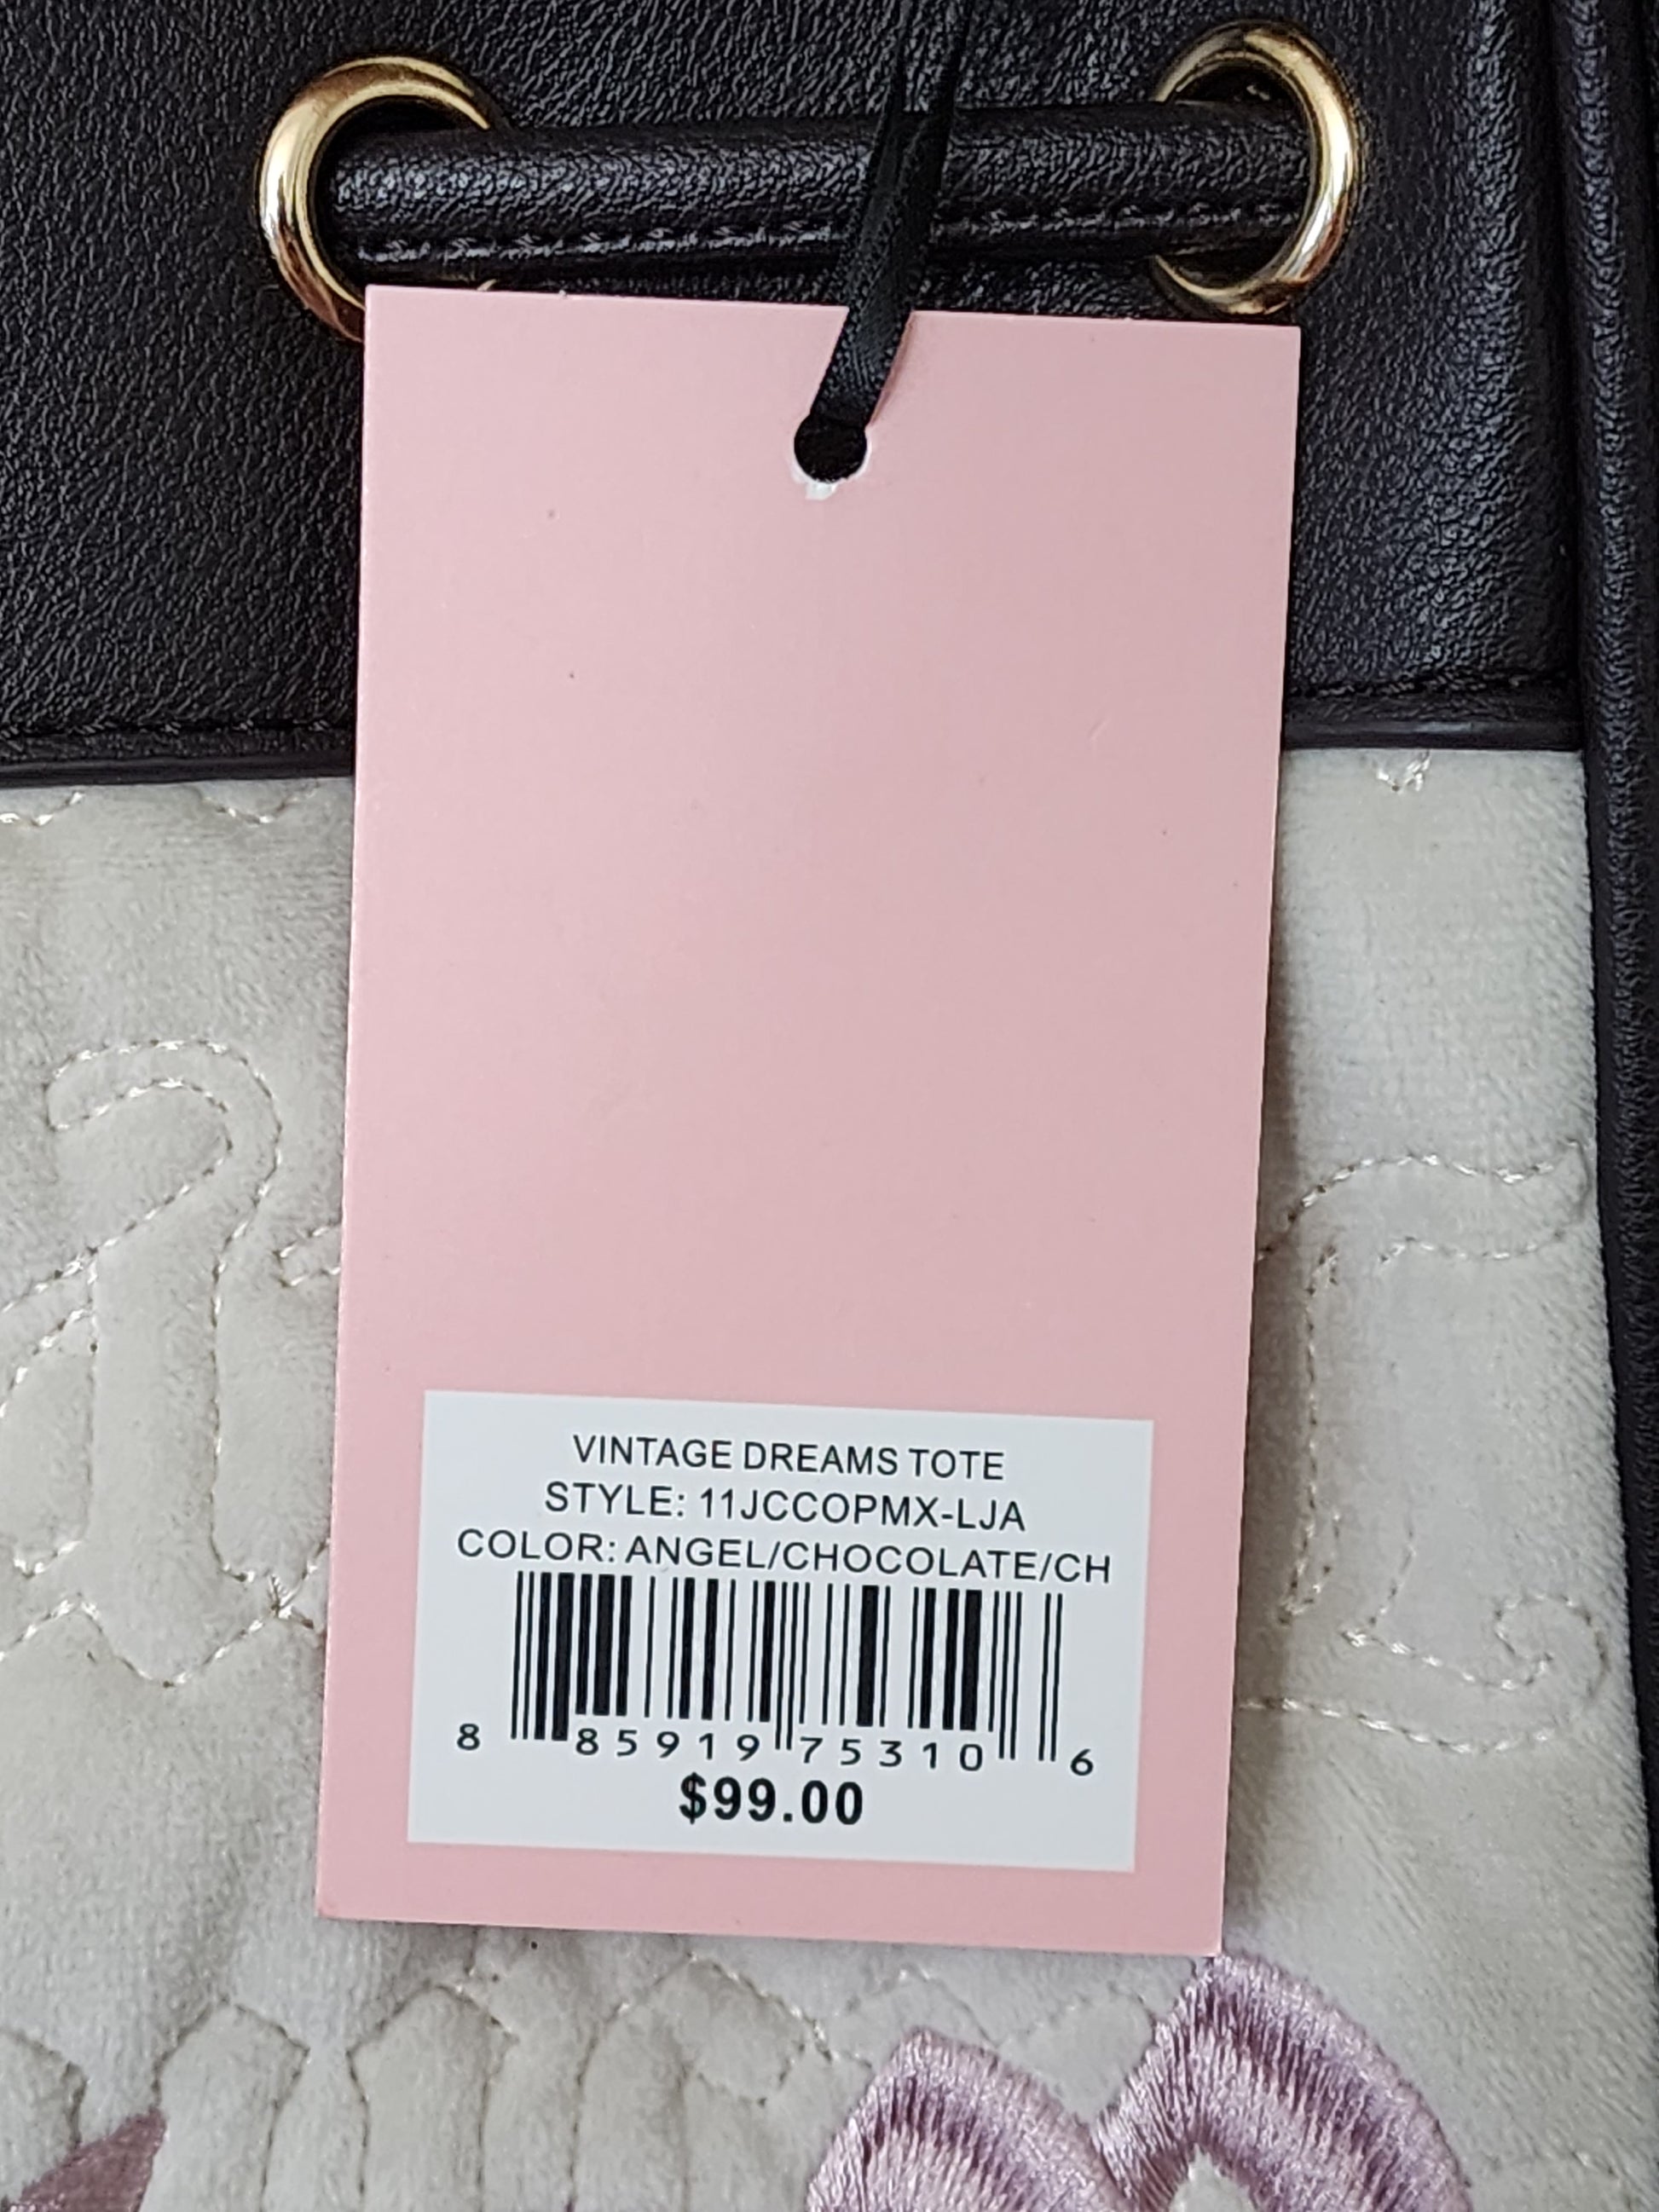 VINTAGE DREAMS TOTE
STYLE: 11JCCOPMX-LJA
COLOR: ANGEL/CHOCOLATE/CH
8 85919 75310 6
$99.00